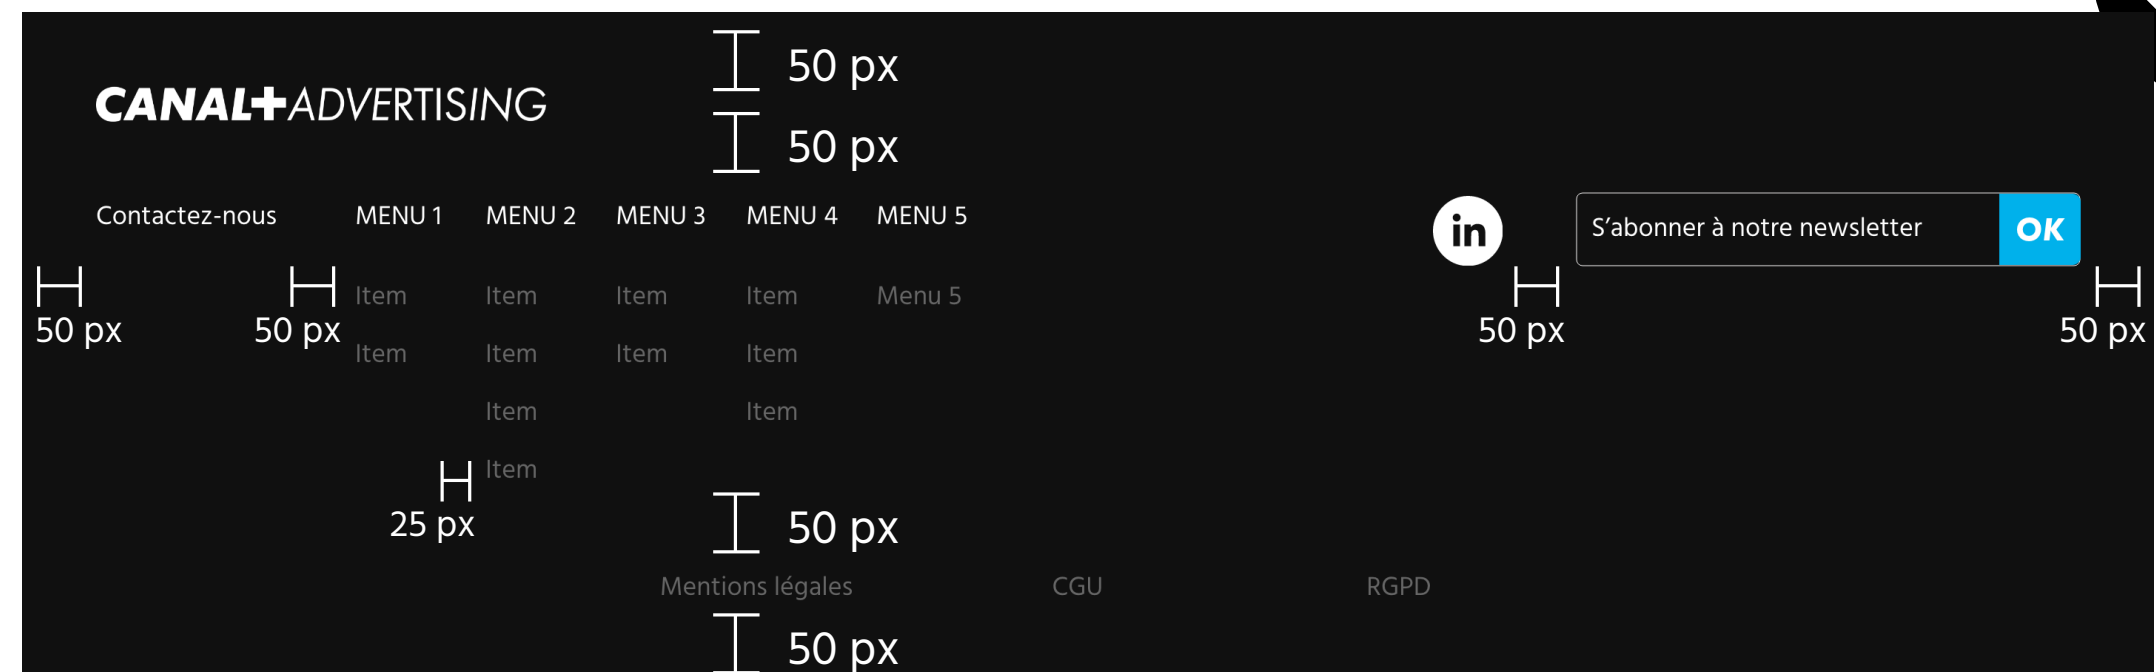 50 px
CANAL+ADVERTISING
50 px
Contactez-nous MENU 1 MENU 2 MENU 3 MENU 4 MENU 5 in S’abonner à notre newsletter OK
Item Item Item Item Menu 5
50 px 50 px 50 px 50 px
Item Item Item Item
Item Item
Item
25 px 50 px
Mentions légales CGU RGPD
50 px